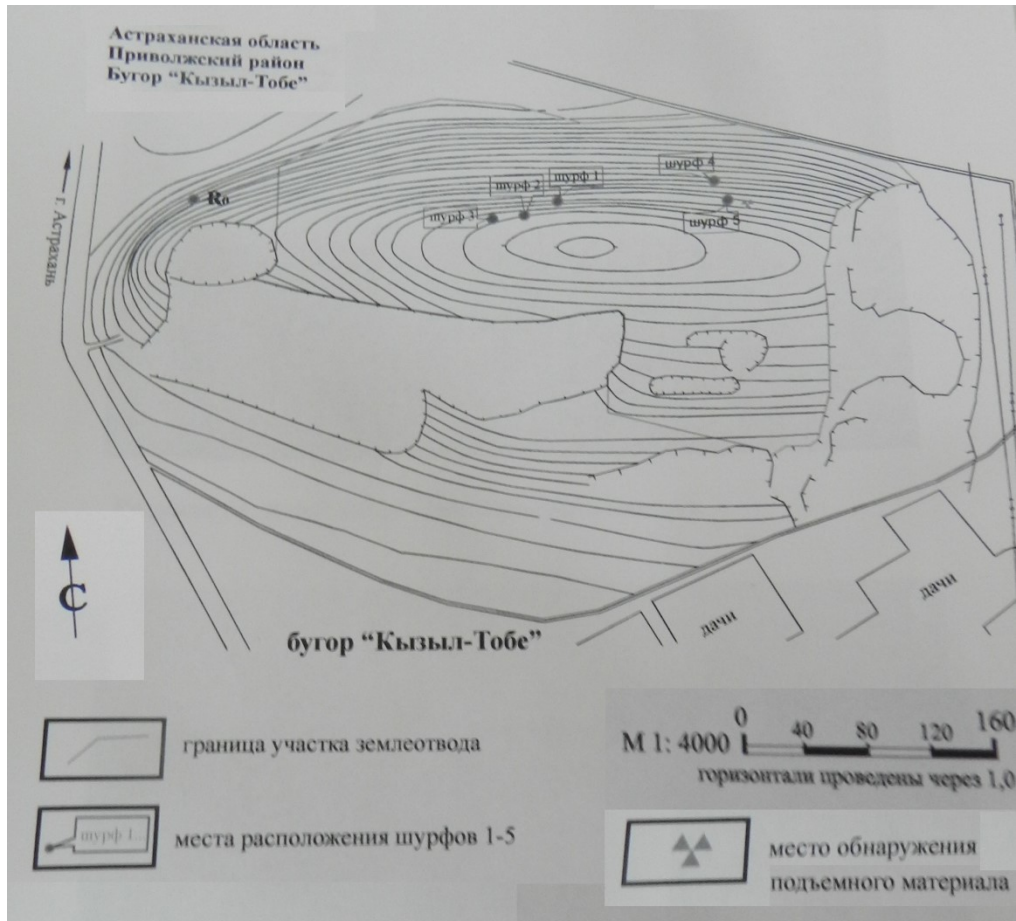 Астраханская область
Приволжский район
Бугор “Кызыл-Тобе”
г. Астрахань
R₀
шурф 3
шурф 2
шурф 1
шурф 4
шурф 5
С
дачи
дачи
бугор “Кызыл-Тобе”
граница участка землеотвода
шурф 1
места расположения шурфов 1-5
М 1: 4000
0 40 80 120 160
горизонтали проведены через 1,0
место обнаружения
подъемного материала